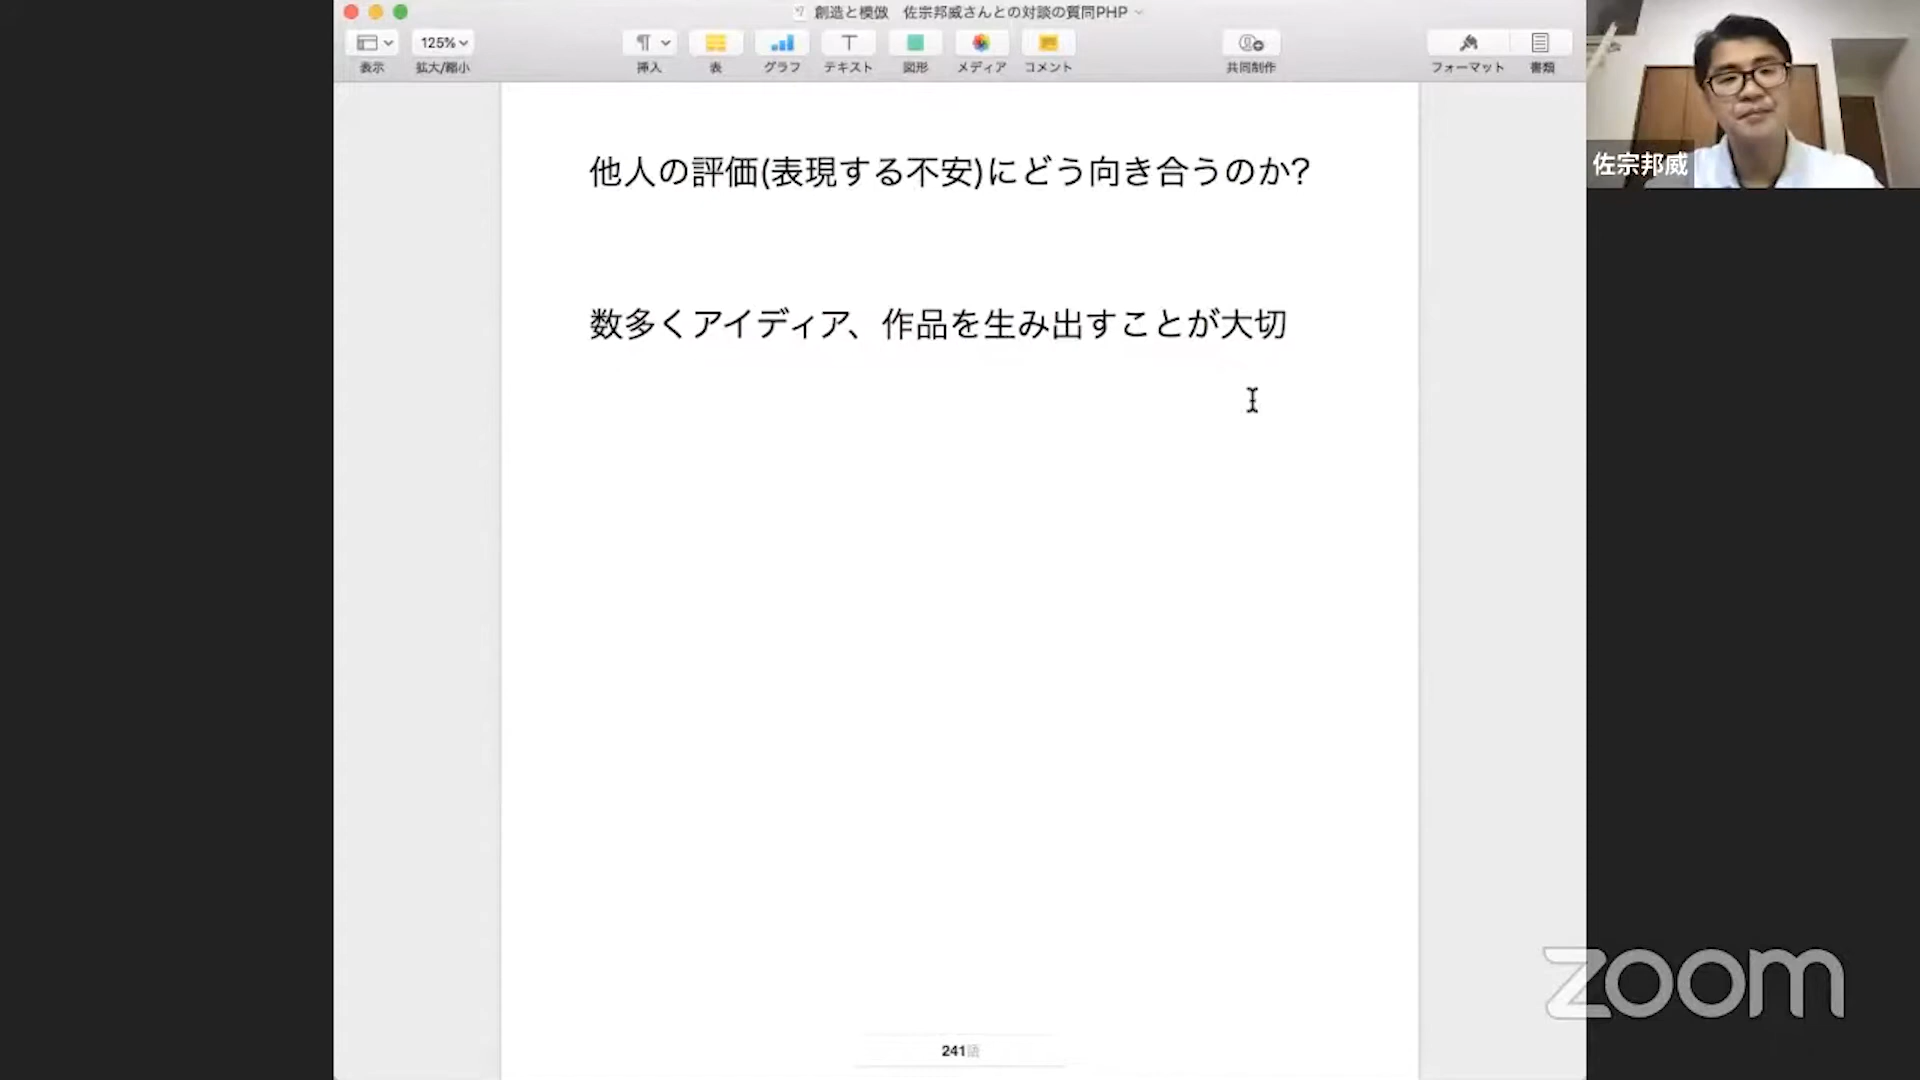 創造と模倣 佐宗邦威さんとの対談の質問PHP
125%
表示
拡大/縮小
挿入
表
グラフ
テキスト
図形
メディア
コメント
共同制作
フォーマット
書類
佐宗邦威
他人の評価(表現する不安)にどう向き合うのか?
数多くアイディア、作品を生み出すことが大切
241語
zoom